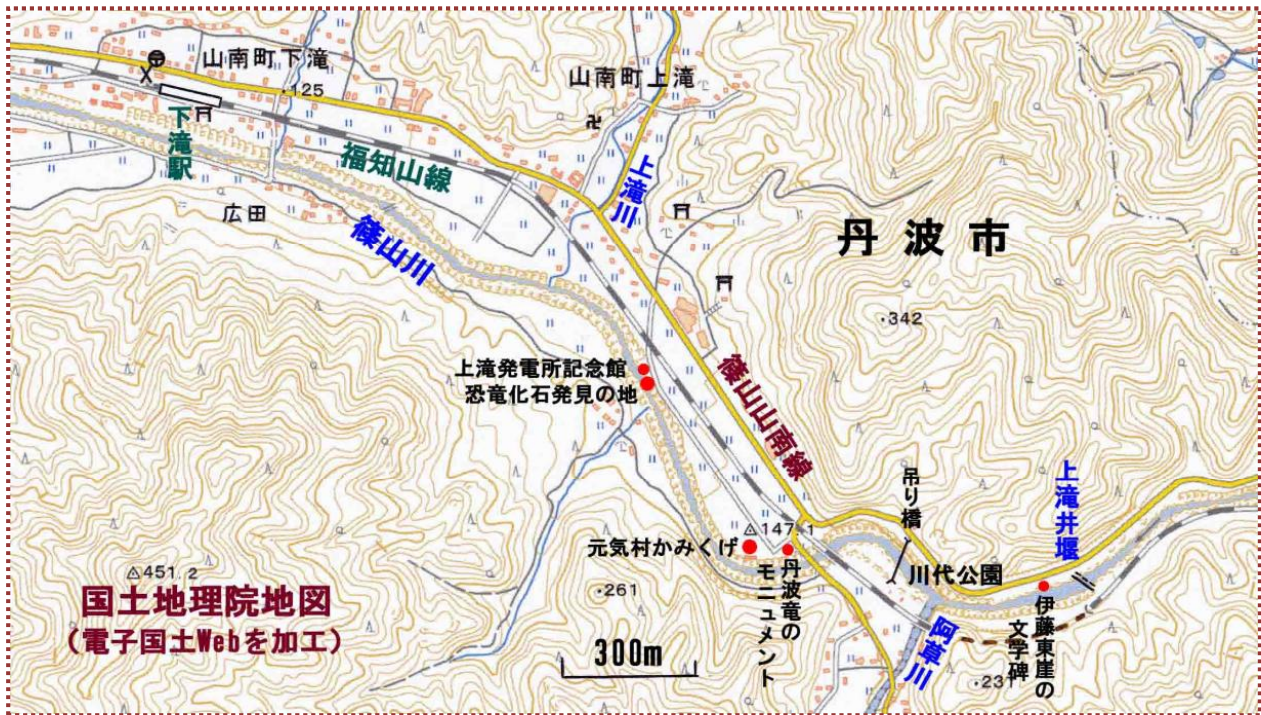 山南町下滝
・125
下滝駅
福知山線
広田
篠山川
山南町上滝
上滝川
丹波市
・342
上滝発電所記念館
恐竜化石発見の地
篠山山南線
吊り橋
上滝井堰
147.1
元気村かみくげ
丹波竜の
モニュメント
川代公園
伊藤東崖の
文学碑
阿草川
・261
・231
451.2
国土地理院地図
(電子国土Webを加工)
300m